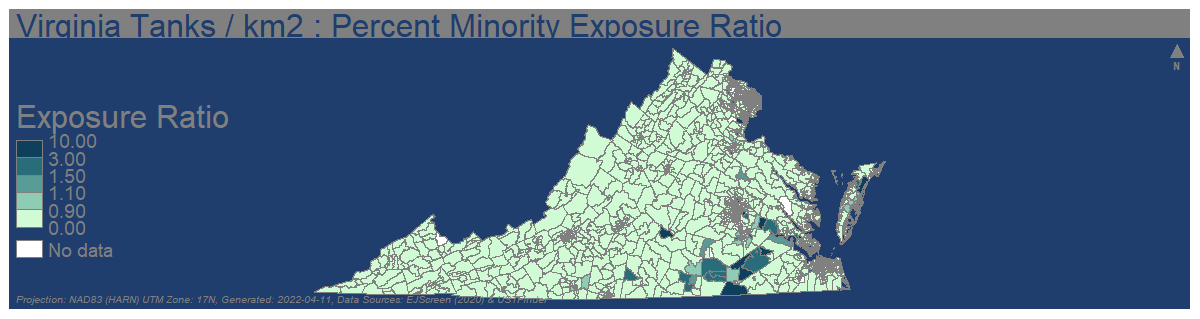 Virginia Tanks / km2 : Percent Minority Exposure Ratio
N
Exposure Ratio
10.00
3.00
1.50
1.10
0.90
0.00
No data
Projection: NAD83 (HARN) UTM Zone: 17N, Generated: 2022-04-11, Data Sources: EJScreen (2020) & USTFinder